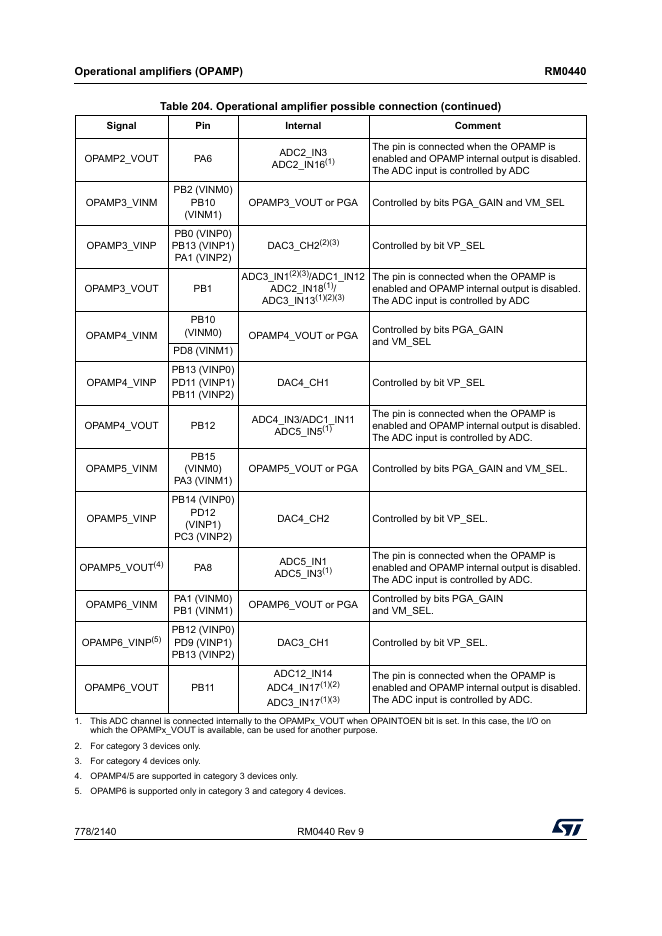 Operational amplifiers (OPAMP) RM0440
Table 204. Operational amplifier possible connection (continued)
Signal Pin Internal Comment
OPAMP2_VOUT PA6 ADC2_IN3
ADC2_IN16(1) The pin is connected when the OPAMP is
enabled and OPAMP internal output is disabled.
The ADC input is controlled by ADC
OPAMP3_VINM PB2 (VINM0)
PB10
(VINM1) OPAMP3_VOUT or PGA Controlled by bits PGA_GAIN and VM_SEL
OPAMP3_VINP PB0 (VINP0)
PB13 (VINP1)
PA1 (VINP2) DAC3_CH2(2)(3) Controlled by bit VP_SEL
OPAMP3_VOUT PB1 ADC3_IN1(2)(3)/ADC1_IN12
ADC2_IN18(1)/
ADC3_IN13(1)(2)(3) The pin is connected when the OPAMP is
enabled and OPAMP internal output is disabled.
The ADC input is controlled by ADC
OPAMP4_VINM PB10
(VINM0)
PD8 (VINM1) OPAMP4_VOUT or PGA Controlled by bits PGA_GAIN
and VM_SEL
OPAMP4_VINP PB13 (VINP0)
PD11 (VINP1)
PB11 (VINP2) DAC4_CH1 Controlled by bit VP_SEL
OPAMP4_VOUT PB12 ADC4_IN3/ADC1_IN11
ADC5_IN5(1) The pin is connected when the OPAMP is
enabled and OPAMP internal output is disabled.
The ADC input is controlled by ADC.
OPAMP5_VINM PB15
(VINM0)
PA3 (VINM1) OPAMP5_VOUT or PGA Controlled by bits PGA_GAIN and VM_SEL.
OPAMP5_VINP PB14 (VINP0)
PD12
(VINP1)
PC3 (VINP2) DAC4_CH2 Controlled by bit VP_SEL.
OPAMP5_VOUT(4) PA8 ADC5_IN1
ADC5_IN3(1) The pin is connected when the OPAMP is
enabled and OPAMP internal output is disabled.
The ADC input is controlled by ADC.
OPAMP6_VINM PA1 (VINM0)
PB1 (VINM1) OPAMP6_VOUT or PGA Controlled by bits PGA_GAIN
and VM_SEL.
OPAMP6_VINP(5) PB12 (VINP0)
PD9 (VINP1)
PB13 (VINP2) DAC3_CH1 Controlled by bit VP_SEL.
OPAMP6_VOUT PB11 ADC12_IN14
ADC4_IN17(1)(2)
ADC3_IN17(1)(3) The pin is connected when the OPAMP is
enabled and OPAMP internal output is disabled.
The ADC input is controlled by ADC.
1. This ADC channel is connected internally to the OPAMPx_VOUT when OPAINTOEN bit is set. In this case, the I/O on
which the OPAMPx_VOUT is available, can be used for another purpose.
2. For category 3 devices only.
3. For category 4 devices only.
4. OPAMP4/5 are supported in category 3 devices only.
5. OPAMP6 is supported only in category 3 and category 4 devices.
778/2140 RM0440 Rev 9 ST